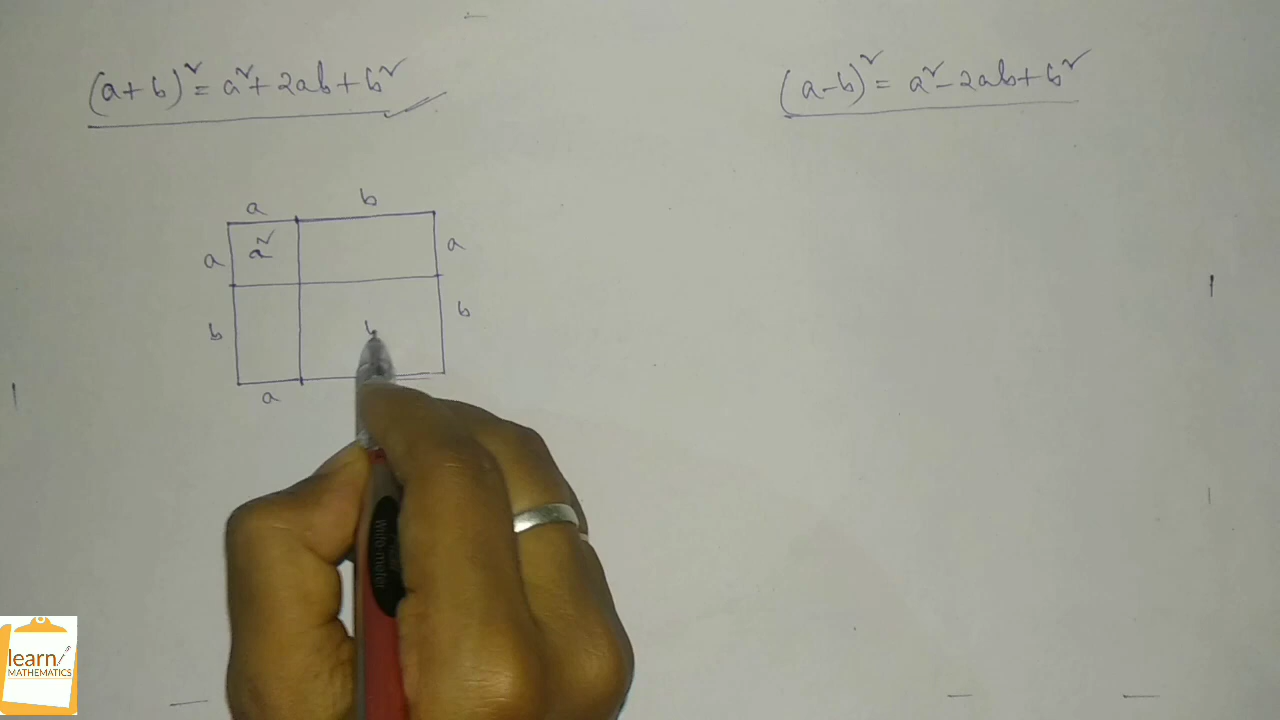 (a+b)² = a² + 2ab + b²
(a-b)² = a² - 2ab + b²
a b
a a² a
b b b
a
learn
MATHEMATICS